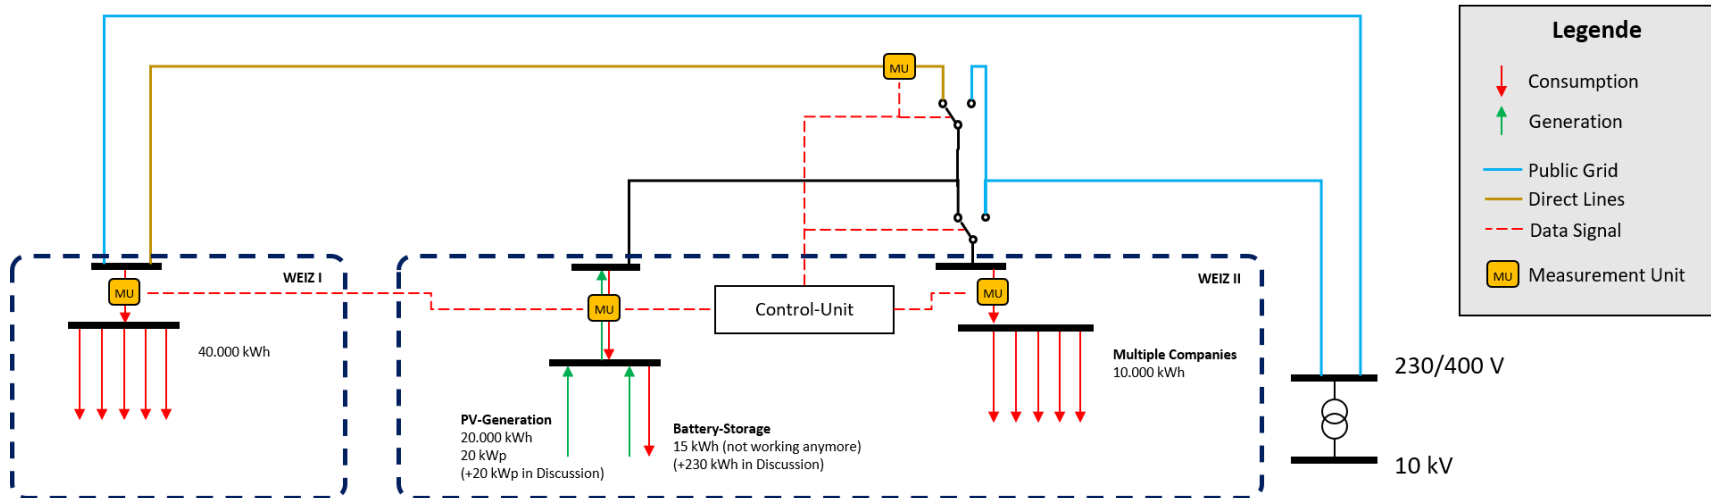 Legende
Consumption
Generation
Public Grid
Direct Lines
Data Signal
MU Measurement Unit
MU
WEIZ I
MU
40.000 kWh
WEIZ II
MU
Control-Unit
MU
PV-Generation
20.000 kWh
20 kWp
(+20 kWp in Discussion)
Battery-Storage
15 kWh (not working anymore)
(+230 kWh in Discussion)
Multiple Companies
10.000 kWh
230/400 V
10 kV